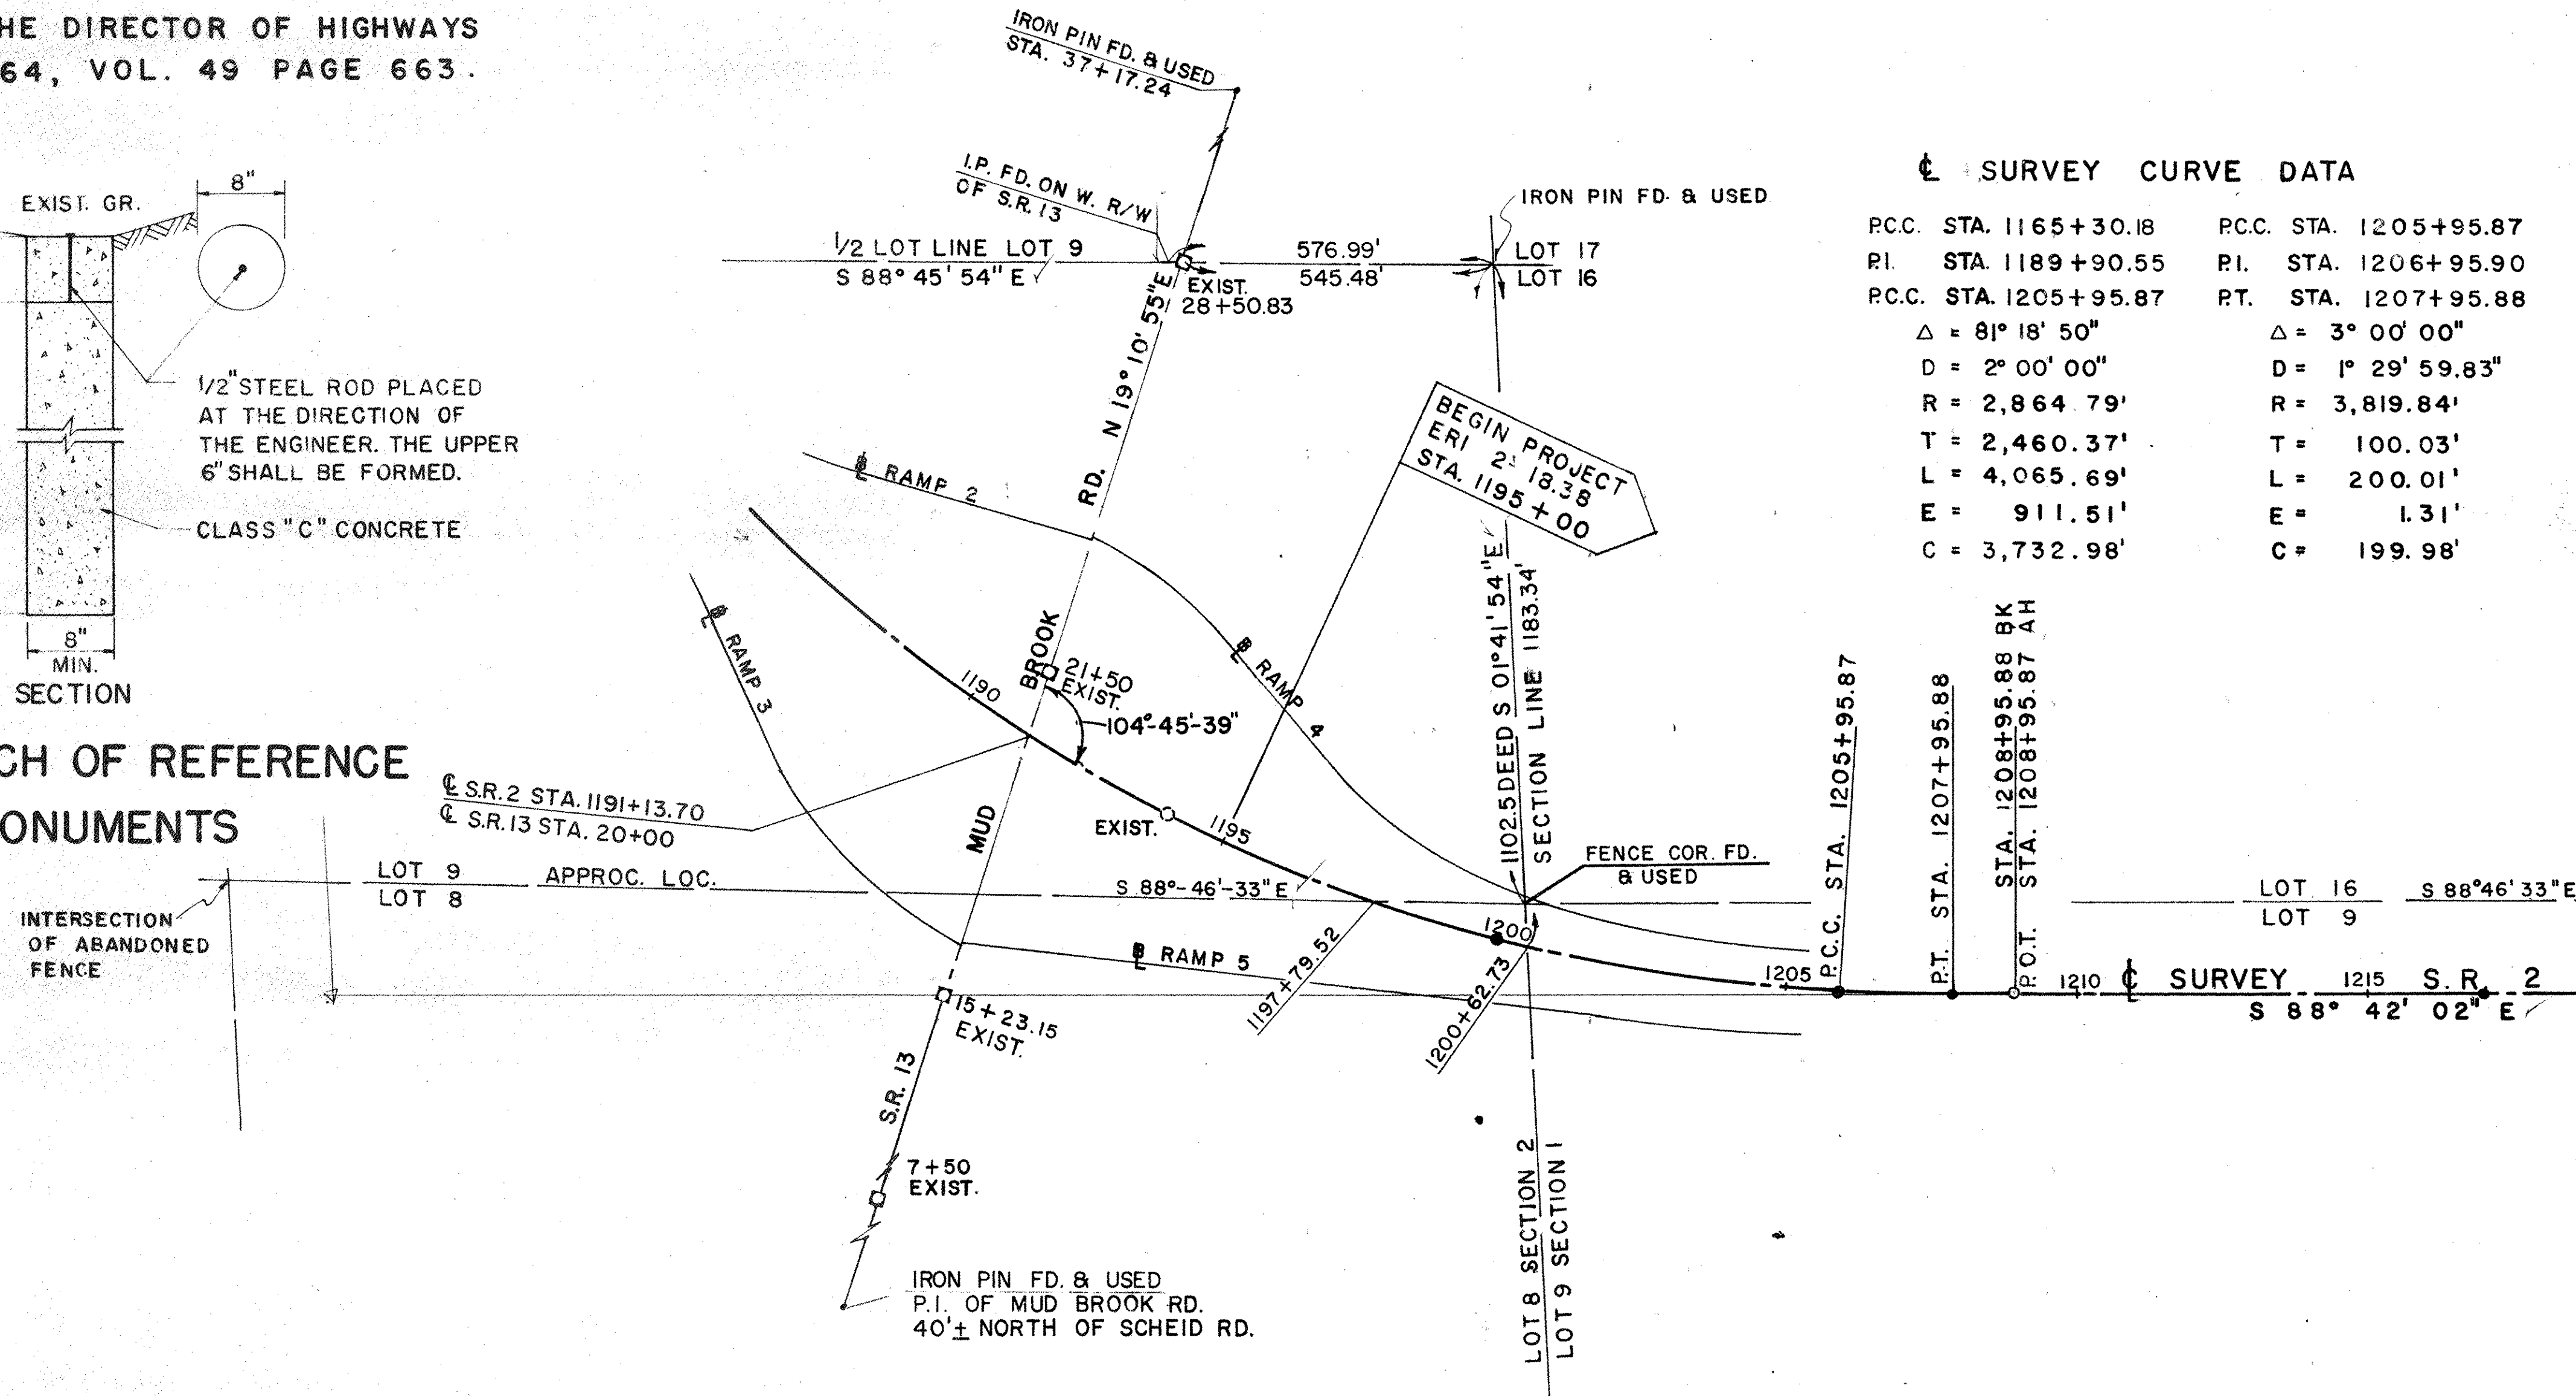 HE DIRECTOR OF HIGHWAYS
64, VOL. 49 PAGE 663.
EXIST. GR.
8"
1/2" STEEL ROD PLACED
AT THE DIRECTION OF
THE ENGINEER. THE UPPER
6" SHALL BE FORMED.
CLASS "C" CONCRETE
8"
MIN.
SECTION
CH OF REFERENCE
ONUMENTS
IRON PIN FD. & USED
STA. 37+17.24
I.P. FD. ON W. R/W
OF S.R. 13
1/2 LOT LINE LOT 9
S 88° 45' 54" E
EXIST.
28+50.83
576.99'
545.48'
IRON PIN FD. & USED
LOT 17
LOT 16
MUD BROOK RD. N 19° 10' 55" E
BEGIN PROJECT
ERI 2 18.38
STA. 1195 + 00
℄ SURVEY CURVE DATA
P.C.C. STA. 1165+30.18
P.I. STA. 1189+90.55
P.C.C. STA. 1205+95.87
Δ = 81° 18' 50"
D = 2° 00' 00"
R = 2,864.79'
T = 2,460.37'
L = 4,065.69'
E = 911.51'
C = 3,732.98'
P.C.C. STA. 1205+95.87
P.I. STA. 1206+95.90
P.T. STA. 1207+95.88
Δ = 3° 00' 00"
D = 1° 29' 59.83"
R = 3,819.84'
T = 100.03'
L = 200.01'
E = 1.31'
C = 199.98'
RAMP 2
RAMP 3
RAMP 4
1190
21+50
EXIST.
104°-45'-39"
1102.5 DEED S 01° 41' 54" E
SECTION LINE 1183.34'
℄ S.R. 2 STA. 1191+13.70
℄ S.R. 13 STA. 20+00
EXIST.
1195
FENCE COR. FD.
& USED
P.C.C. STA. 1205+95.87
P.T. STA. 1207+95.88
STA. 1208+95.88 BK
P.O.T. STA. 1208+95.87 AH
LOT 9
LOT 8
APPROC. LOC.
S 88°-46'-33" E
LOT 16
LOT 9
S 88° 46' 33" E
INTERSECTION
OF ABANDONED
FENCE
RAMP 5
1197+79.52
1200
1200+62.73
1205
1210
℄ SURVEY
1215
S.R. 2
S 88° 42' 02" E
15+23.15
EXIST.
S.R. 13
7+50
EXIST.
LOT 8 SECTION 2
LOT 9 SECTION 1
IRON PIN FD. & USED
P.I. OF MUD BROOK RD.
40'± NORTH OF SCHEID RD.